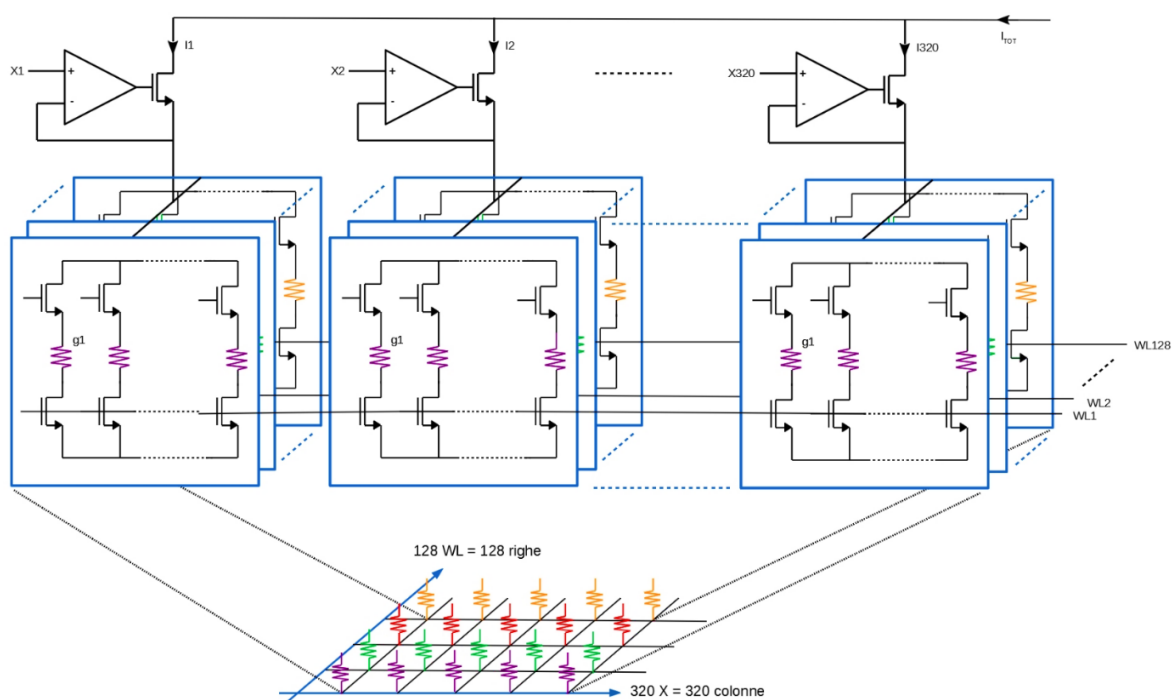 I1
I2
I320
I_TOT
X1
+
-
X2
+
-
X320
+
-
g1
g1
g1
WL128
WL2
WL1
128 WL = 128 righe
320 X = 320 colonne